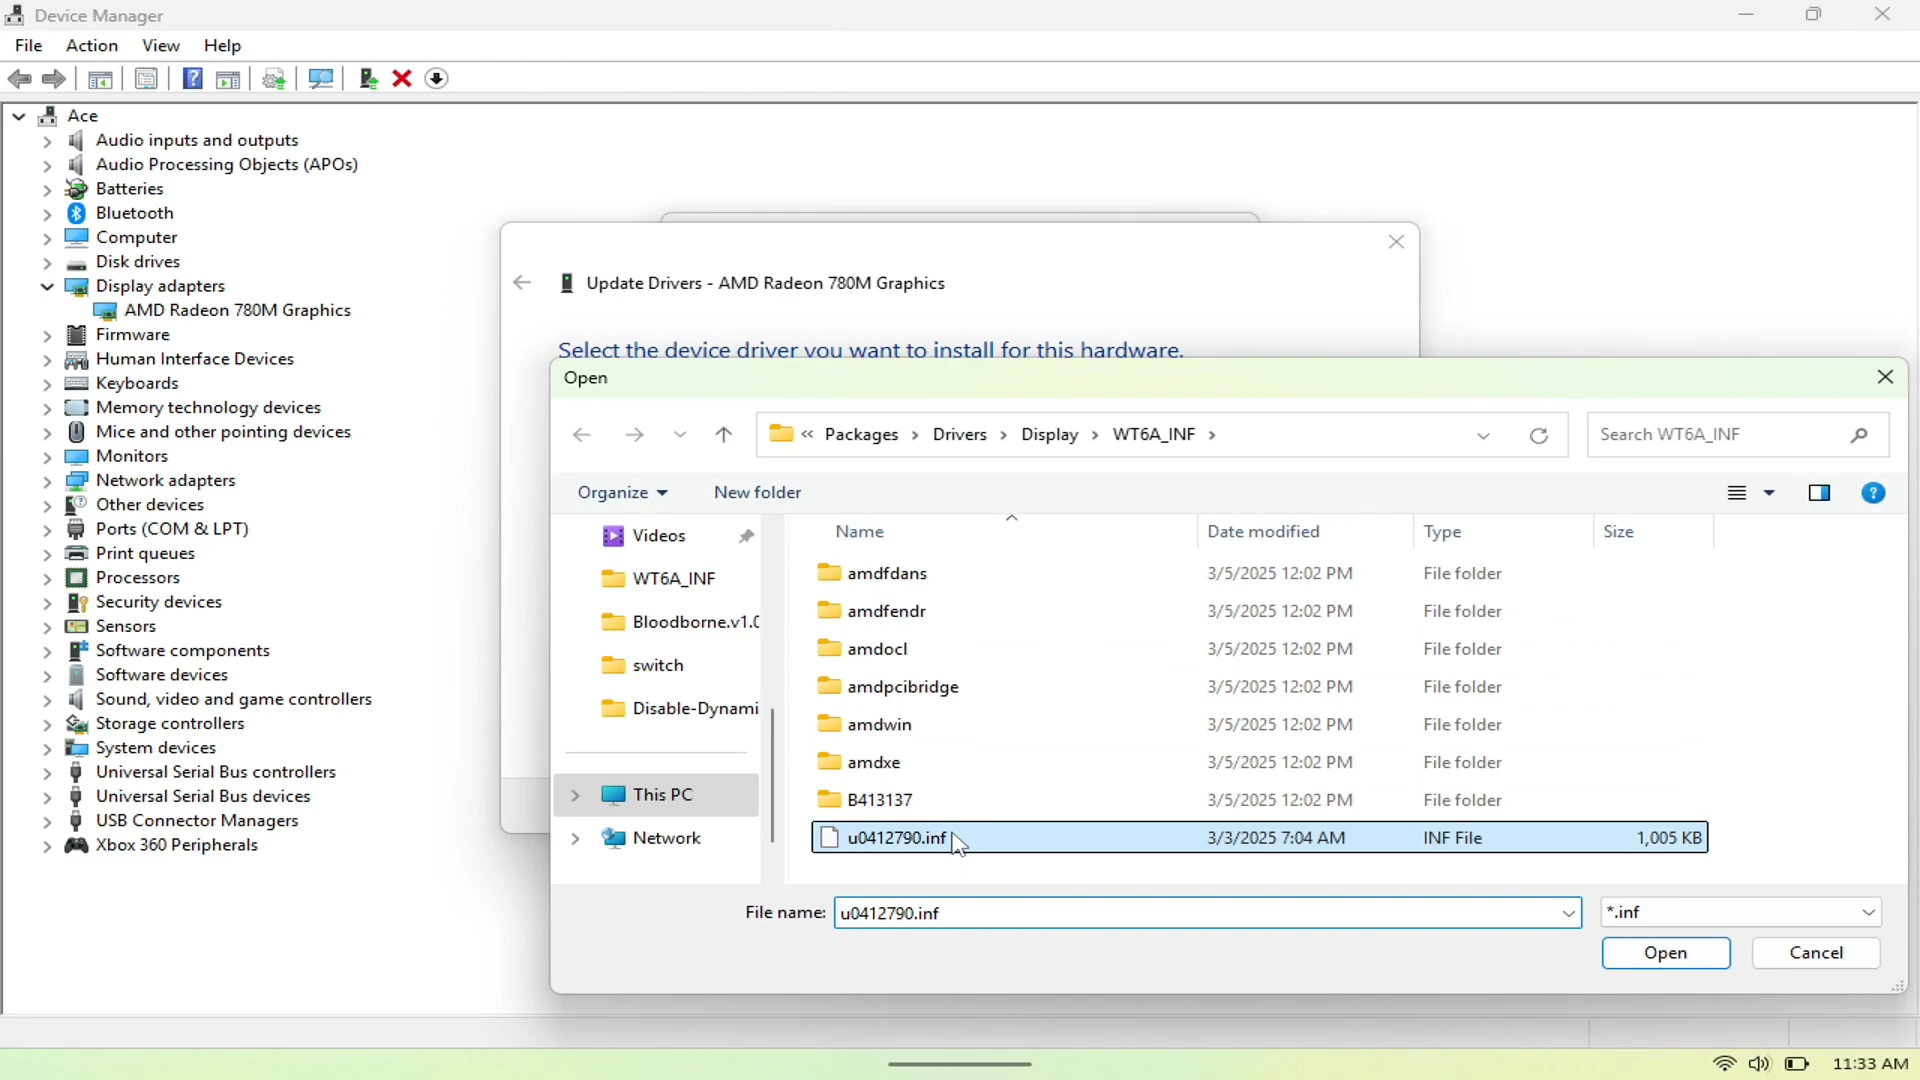 Device Manager
File Action View Help
Ace
Audio inputs and outputs
Audio Processing Objects (APOs)
Batteries
Bluetooth
Computer
Disk drives
Display adapters
AMD Radeon 780M Graphics
Firmware
Human Interface Devices
Keyboards
Memory technology devices
Mice and other pointing devices
Monitors
Network adapters
Other devices
Ports (COM & LPT)
Print queues
Processors
Security devices
Sensors
Software components
Software devices
Sound, video and game controllers
Storage controllers
System devices
Universal Serial Bus controllers
Universal Serial Bus devices
USB Connector Managers
Xbox 360 Peripherals
Update Drivers - AMD Radeon 780M Graphics
Select the device driver you want to install for this hardware.
Open
« Packages › Drivers › Display › WT6A_INF ›
Search WT6A_INF
Organize New folder
Videos
WT6A_INF
Bloodborne.v1.0
switch
Disable-Dynami
This PC
Network
Name Date modified Type Size
amdfdans 3/5/2025 12:02 PM File folder
amdfendr 3/5/2025 12:02 PM File folder
amdocl 3/5/2025 12:02 PM File folder
amdpcibridge 3/5/2025 12:02 PM File folder
amdwin 3/5/2025 12:02 PM File folder
amdxe 3/5/2025 12:02 PM File folder
B413137 3/5/2025 12:02 PM File folder
u0412790.inf 3/3/2025 7:04 AM INF File 1,005 KB
File name: u0412790.inf *.inf
Open Cancel
11:33 AM